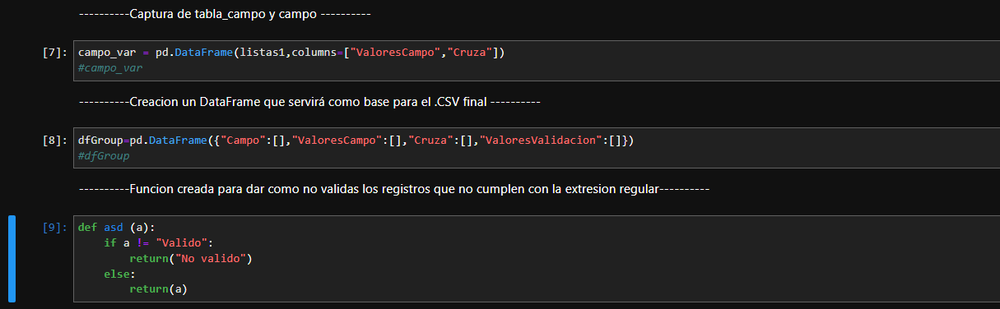 ----------Captura de tabla_campo y campo ----------
[7]: campo_var = pd.DataFrame(listas1,columns=["ValoresCampo","Cruza"])
#campo_var
----------Creacion un DataFrame que servirá como base para el .CSV final ----------
[8]: dfGroup=pd.DataFrame({"Campo":[],"ValoresCampo":[],"Cruza":[],"ValoresValidacion":[]})
#dfGroup
----------Funcion creada para dar como no validas los registros que no cumplen con la extresion regular----------
[9]: def asd (a):
    if a != "Valido":
        return("No valido")
    else:
        return(a)